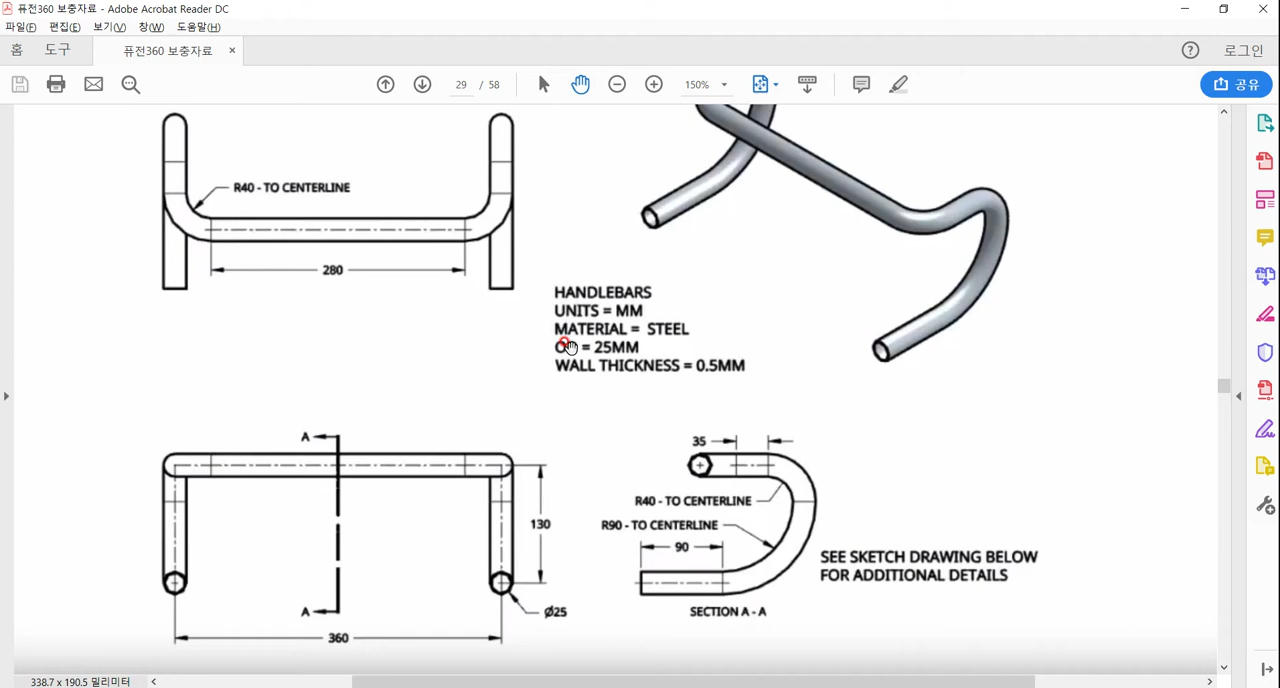 퓨전360 보충자료 - Adobe Acrobat Reader DC
파일(F) 편집(E) 보기(V) 창(W) 도움말(H)
홈 도구 퓨전360 보충자료 × 로그인
29 / 58 150% 공유
R40 - TO CENTERLINE
280
HANDLEBARS
UNITS = MM
MATERIAL = STEEL
= 25MM
WALL THICKNESS = 0.5MM
A
A
130
Ø25
360
35
R40 - TO CENTERLINE
R90 - TO CENTERLINE
90
SECTION A - A
SEE SKETCH DRAWING BELOW
FOR ADDITIONAL DETAILS
338.7 x 190.5 밀리미터